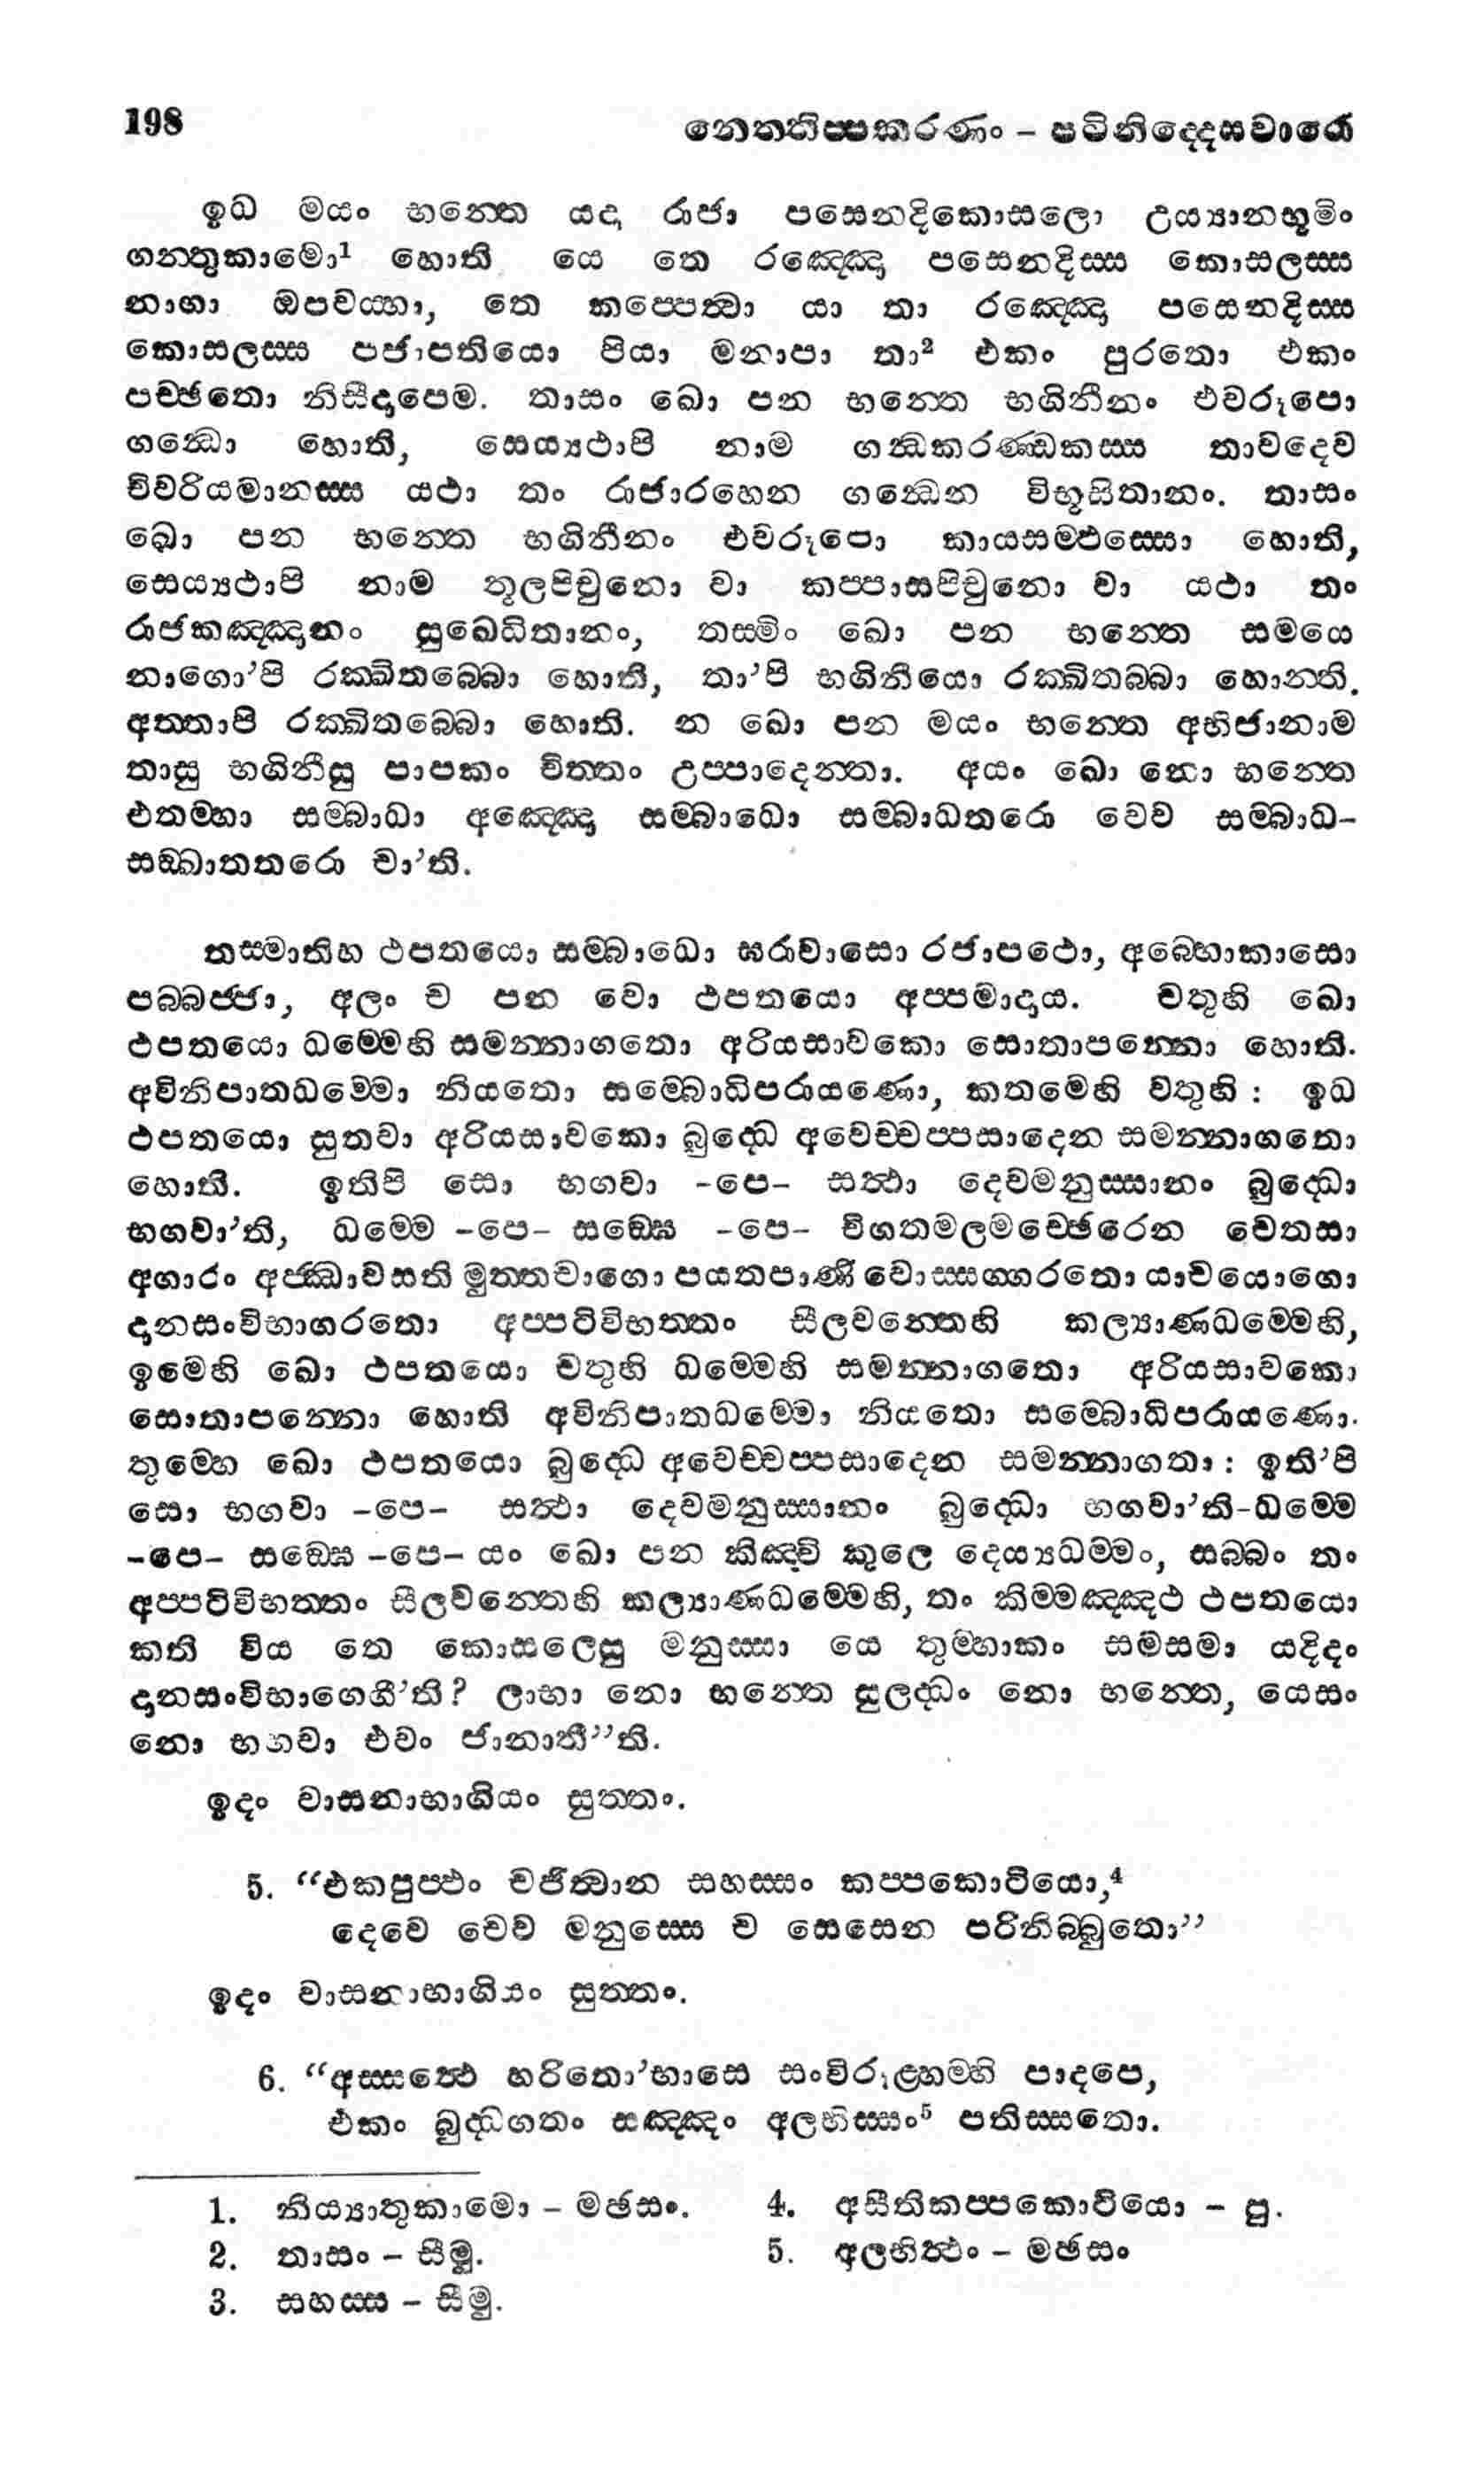 198
නෙත්තිප්පකරණං – පටිනිද්දෙසවාරො
ඉධ මයං භන්තෙ යදා රාජා පසෙනදිකොසලො උය්‍යානභූමිං
ගන්තුකාමො¹ හොති යෙ තෙ රඤ්ඤො පසෙනදිස්ස කොසලස්ස
නාගා ඔපවය්හා, තෙ කප්පෙත්වා යා තා රඤ්ඤො පසෙනදිස්ස
කොසලස්ස පජාපතියො පියා මනාපා තා² එකං පුරතො එකං
පච්ඡතො නිසීදාපෙම. තාසං ඛො පන භන්තෙ භගිනීනං එවරූපො
ගන්ධො හොති, සෙය්‍යථාපි නාම ගන්ධකරණ්ඩකස්ස තාවදෙව
විවරියමානස්ස යථා තං රාජාරහෙන ගන්ධෙන විභූසිතානං. තාසං
ඛො පන භන්තෙ භගිනීනං එවරූපො කායසම්ඵස්සො හොති,
සෙය්‍යථාපි නාම තූලපිචුනො වා කප්පාසපිචුනො වා යථා තං
රාජකඤ්ඤානං සුඛෙධිතානං, තස්මිං ඛො පන භන්තෙ සමයෙ
නාගො’පි රක්ඛිතබ්බො හොති, තා’පි භගිනියො රක්ඛිතබ්බා හොන්ති.
අත්තාපි රක්ඛිතබ්බො හොති. න ඛො පන මයං භන්තෙ අභිජානාම
තාසු භගිනීසු පාපකං චිත්තං උප්පාදෙන්තා. අයං ඛො නො භන්තෙ
එතම්හා සම්බාධා අඤ්ඤො සම්බාධො සම්බාධතරො චෙව සම්බාධ-
සඞ්ඛාතතරො චා’ති.
තස්මාතිහ ථපතයො සම්බාධො ඝරාවාසො රජාපථො, අබ්භොකාසො
පබ්බජ්ජා, අලං ච පන වො ථපතයො අප්පමාදාය. චතුහි ඛො
ථපතයො ධම්මෙහි සමන්නාගතො අරියසාවකො සොතාපන්නො හොති.
අවිනිපාතධම්මො නියතො සම්බොධිපරායණො, කතමෙහි චතුහි : ඉධ
ථපතයො සුතවා අරියසාවකො බුද්ධෙ අවෙච්චප්පසාදෙන සමන්නාගතො
හොති. ඉතිපි සො භගවා -පෙ- සත්ථා දෙවමනුස්සානං බුද්ධො
භගවා’ති, ධම්මෙ -පෙ- සඞ්ඝෙ -පෙ- විගතමලමච්ඡෙරෙන චෙතසා
අගාරං අජ්ඣාවසති මුත්තචාගො පයතපාණි වොස්සග්ගරතො යාචයොගො
දානසංවිභාගරතො අප්පටිවිභත්තං සීලවන්තෙහි කල්‍යාණධම්මෙහි,
ඉමෙහි ඛො ථපතයො චතුහි ධම්මෙහි සමන්නාගතො අරියසාවකො
සොතාපන්නො හොති අවිනිපාතධම්මො නියතො සම්බොධිපරායණො.
තුම්හෙ ඛො ථපතයො බුද්ධෙ අවෙච්චප්පසාදෙන සමන්නාගතා : ඉති’පි
සො භගවා -පෙ- සත්ථා දෙවමනුස්සානං බුද්ධො භගවා’ති-ධම්මෙ
-පෙ- සඞ්ඝෙ -පෙ- යං ඛො පන කිඤ්චි කුලෙ දෙය්‍යධම්මං, සබ්බං තං
අප්පටිවිභත්තං සීලවන්තෙහි කල්‍යාණධම්මෙහි, තං කිම්මඤ්ඤථ ථපතයො
කති විය තෙ කොසලෙසු මනුස්සා යෙ තුම්හාකං සමසමා යදිදං
දානසංවිභාගෙහී’ති? ලාභා නො භන්තෙ සුලද්ධං නො භන්තෙ, යෙසං
නො භගවා එවං ජානාතී”ති.
ඉදං වාසනාභාගියං සුත්තං.
5. “එකපුප්ඵං චජිත්වාන සහස්සං කප්පකොටියො,⁴
දෙවෙ චෙව මනුස්සෙ ච සෙසෙන පරිනිබ්බුතො”
ඉදං වාසනාභාගියං සුත්තං.
6. “අස්සත්ථෙ හරිතො’භාසෙ සංවිරූළ්හම්හි පාදපෙ,
එකං බුද්ධගතං සඤ්ඤං අලභිස්සං⁵ පතිස්සතො.
1. නිය්‍යාතුකාමො – මඡසං.
2. තාසං – සීමු.
3. සහස්ස – සීමු.
4. අසීතිකප්පකොටියො – පු.
5. අලභිත්ථං – මඡසං